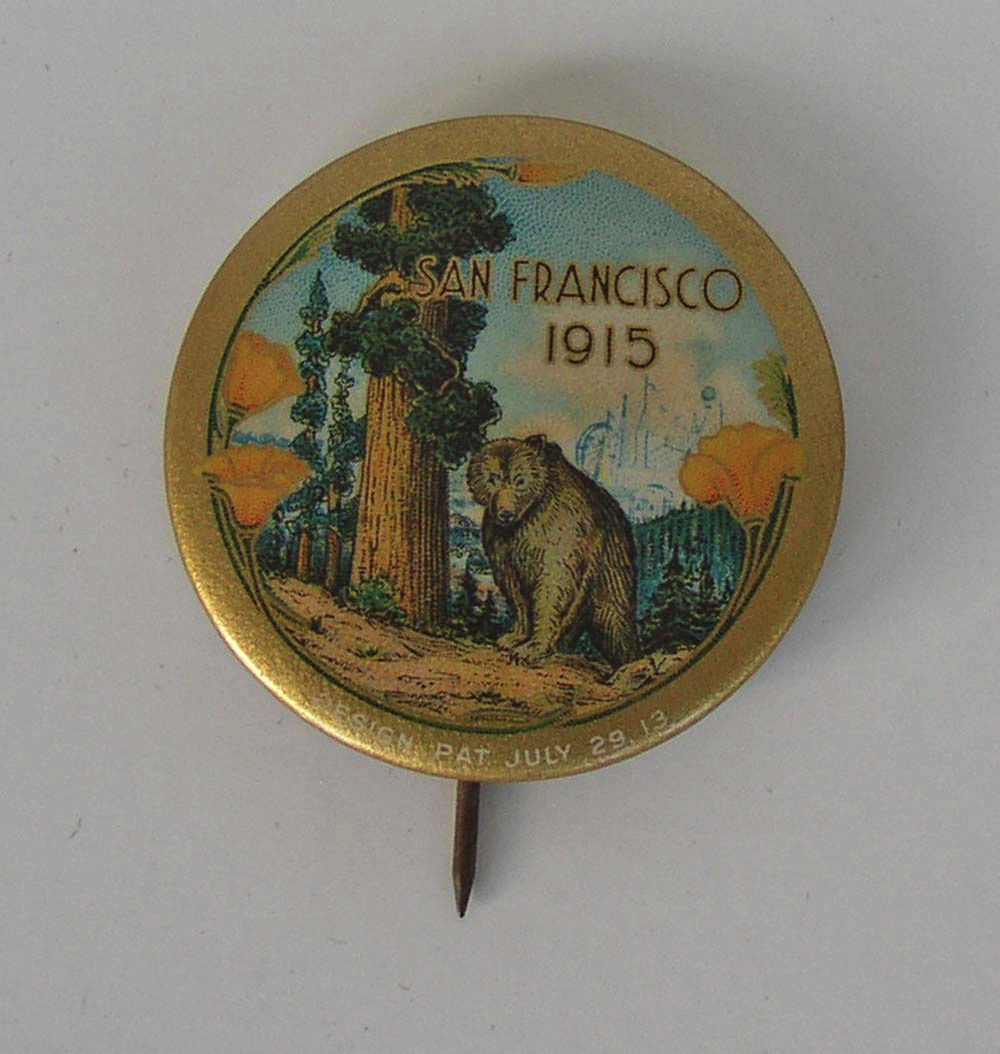 SAN FRANCISCO
1915
DESIGN PAT. JULY 29, 13